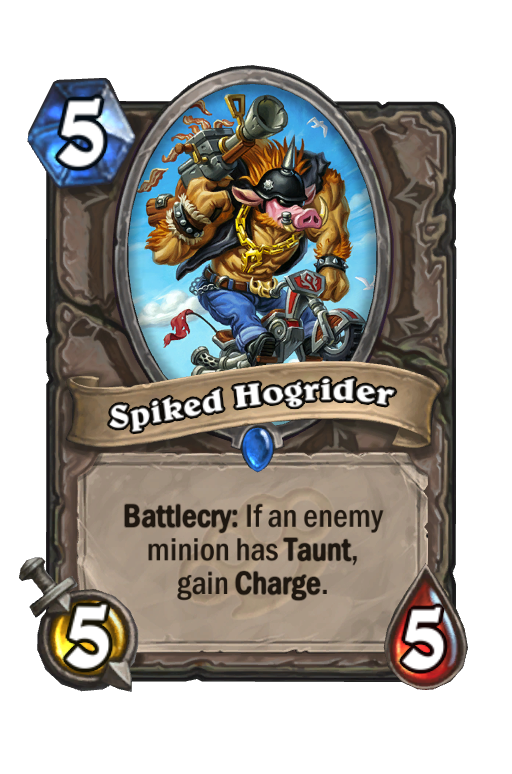 5
Spiked Hogrider
Battlecry: If an enemy
minion has Taunt,
gain Charge.
5
5